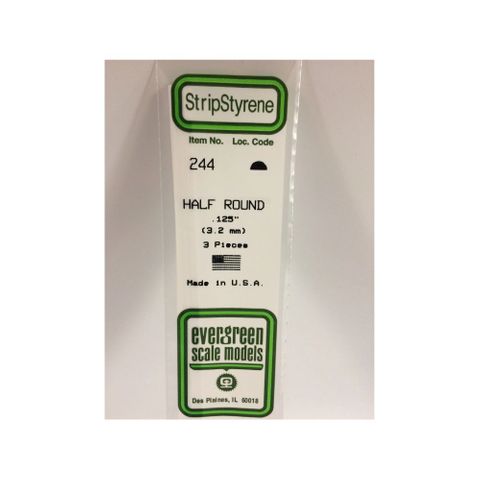 StripStyrene
Item No. Loc. Code
244
HALF ROUND
.125"
(3.2 mm)
3 Pieces
Made in U.S.A.
evergreen
scale models
Des Plaines, IL 60018